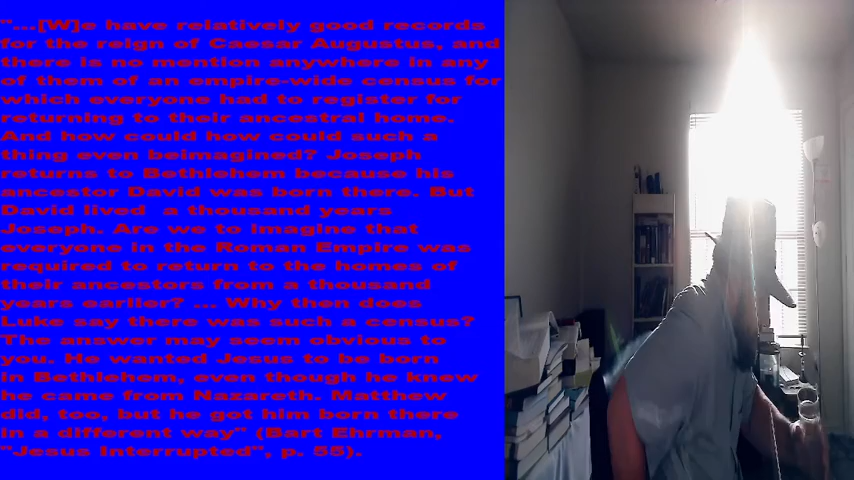 "...[W]e have relatively good records
for the reign of Caesar Augustus, and
there is no mention anywhere in any
of them of an empire-wide census for
which everyone had to register for
returning to their ancestral home.
And how could how could such a
thing even beimagined? Joseph
returns to Bethlehem because his
ancestor David was born there. But
David lived a thousand years
Joseph. Are we to imagine that
everyone in the Roman Empire was
required to return to the homes of
their ancestors from a thousand
years earlier? ... Why then does
Luke say there was such a census?
The answer may seem obvious to
you. He wanted Jesus to be born
in Bethlehem, even though he knew
he came from Nazareth. Matthew
did, too, but he got him born there
in a different way" (Bart Ehrman,
"Jesus Interrupted", p. 55).